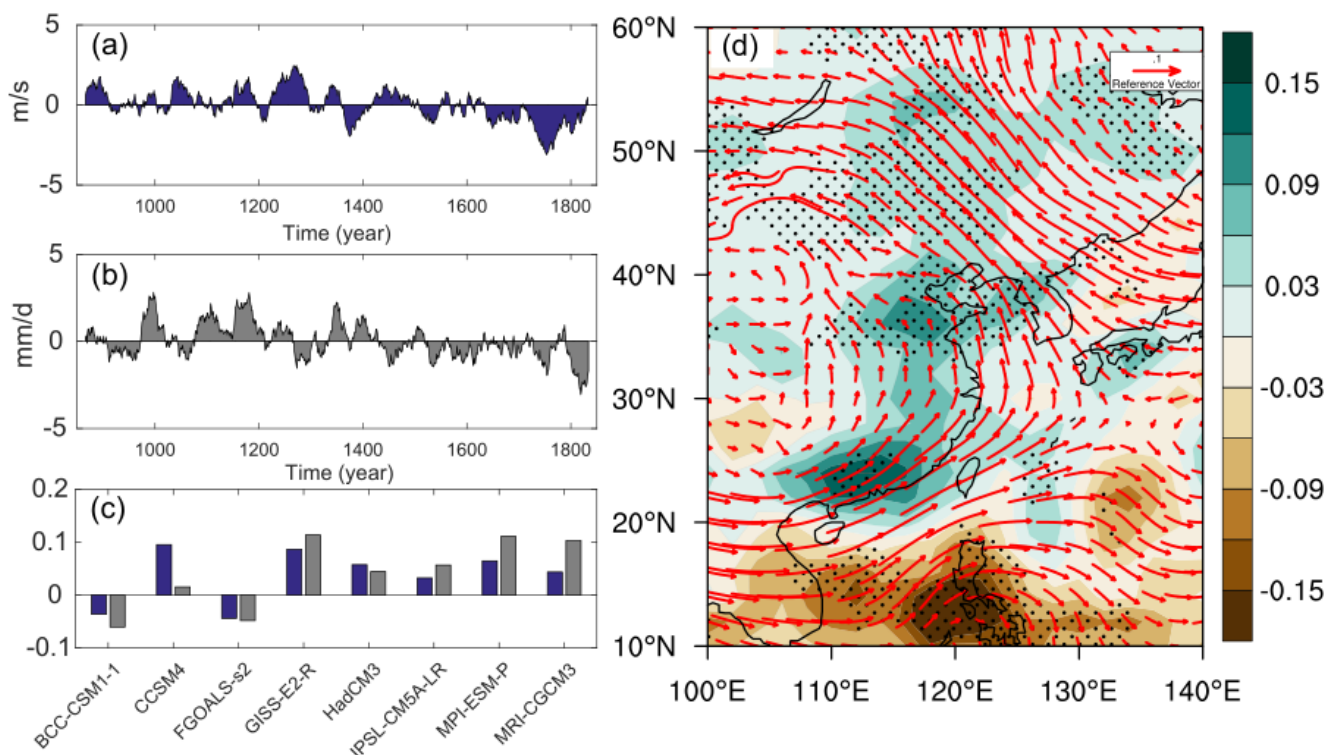 (a)
5
0
-5
m/s
1000 1200 1400 1600 1800
Time (year)
(b)
5
0
-5
mm/d
1000 1200 1400 1600 1800
Time (year)
(c)
0.2
0.1
0
-0.1
BCC-CSM1-1
CCSM4
FGOALS-s2
GISS-E2-R
HadCM3
IPSL-CM5A-LR
MPI-ESM-P
MRI-CGCM3
(d)
.1
Reference Vector
60°N
50°N
40°N
30°N
20°N
10°N
100°E 110°E 120°E 130°E 140°E
0.15
0.09
0.03
-0.03
-0.09
-0.15